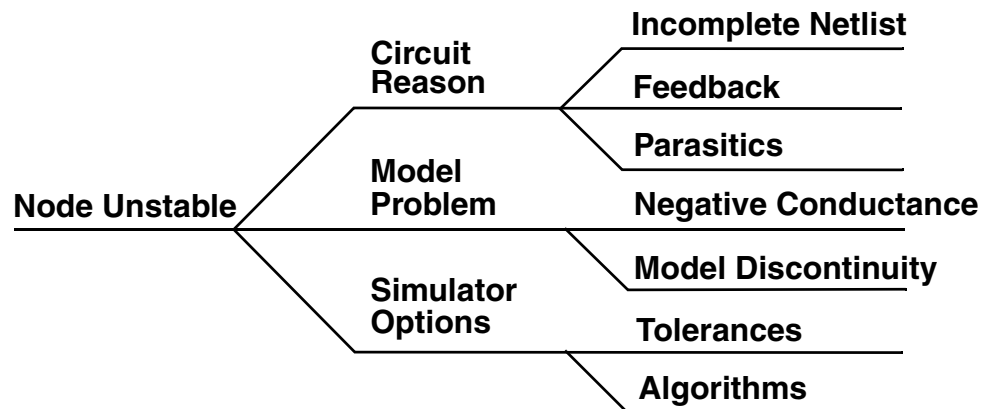 Incomplete Netlist
Circuit
Reason
Feedback
Parasitics
Model
Problem
Node Unstable
Negative Conductance
Model Discontinuity
Simulator
Options
Tolerances
Algorithms